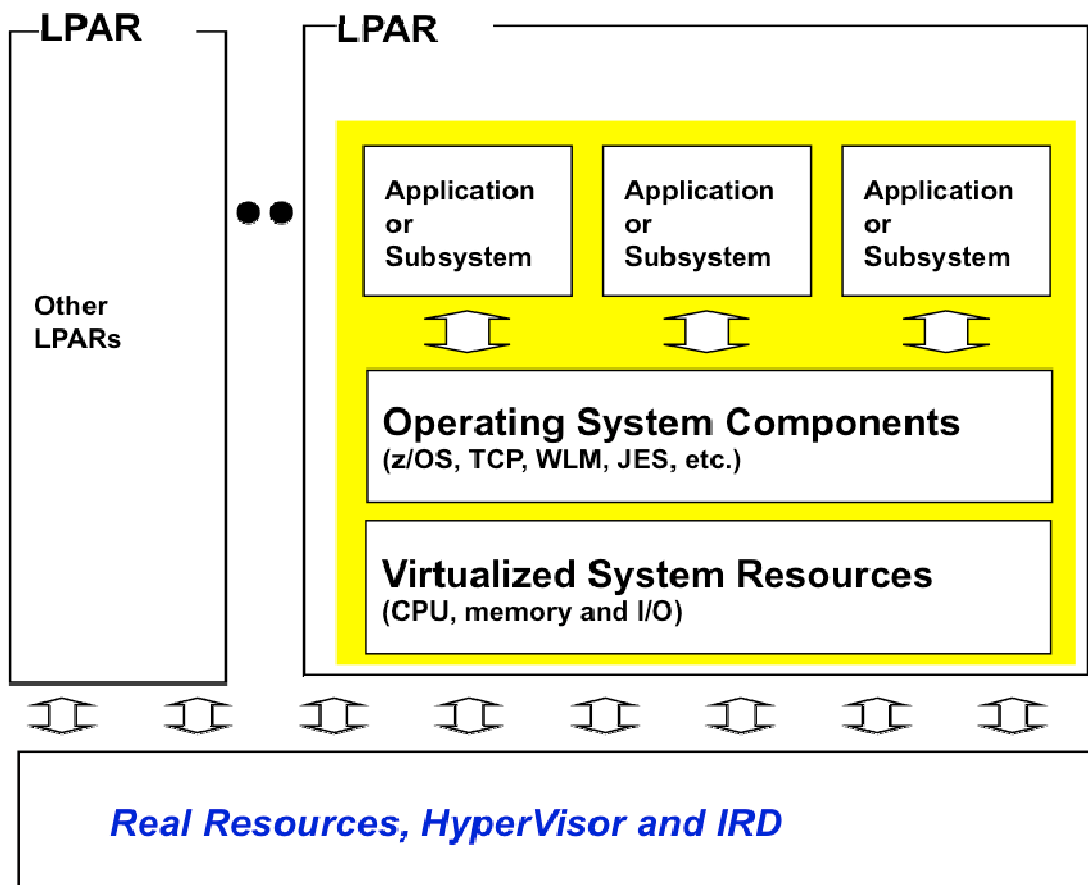 LPAR
LPAR
Other
LPARs
Application
or
Subsystem
Application
or
Subsystem
Application
or
Subsystem
Operating System Components
(z/OS, TCP, WLM, JES, etc.)
Virtualized System Resources
(CPU, memory and I/O)
Real Resources, HyperVisor and IRD